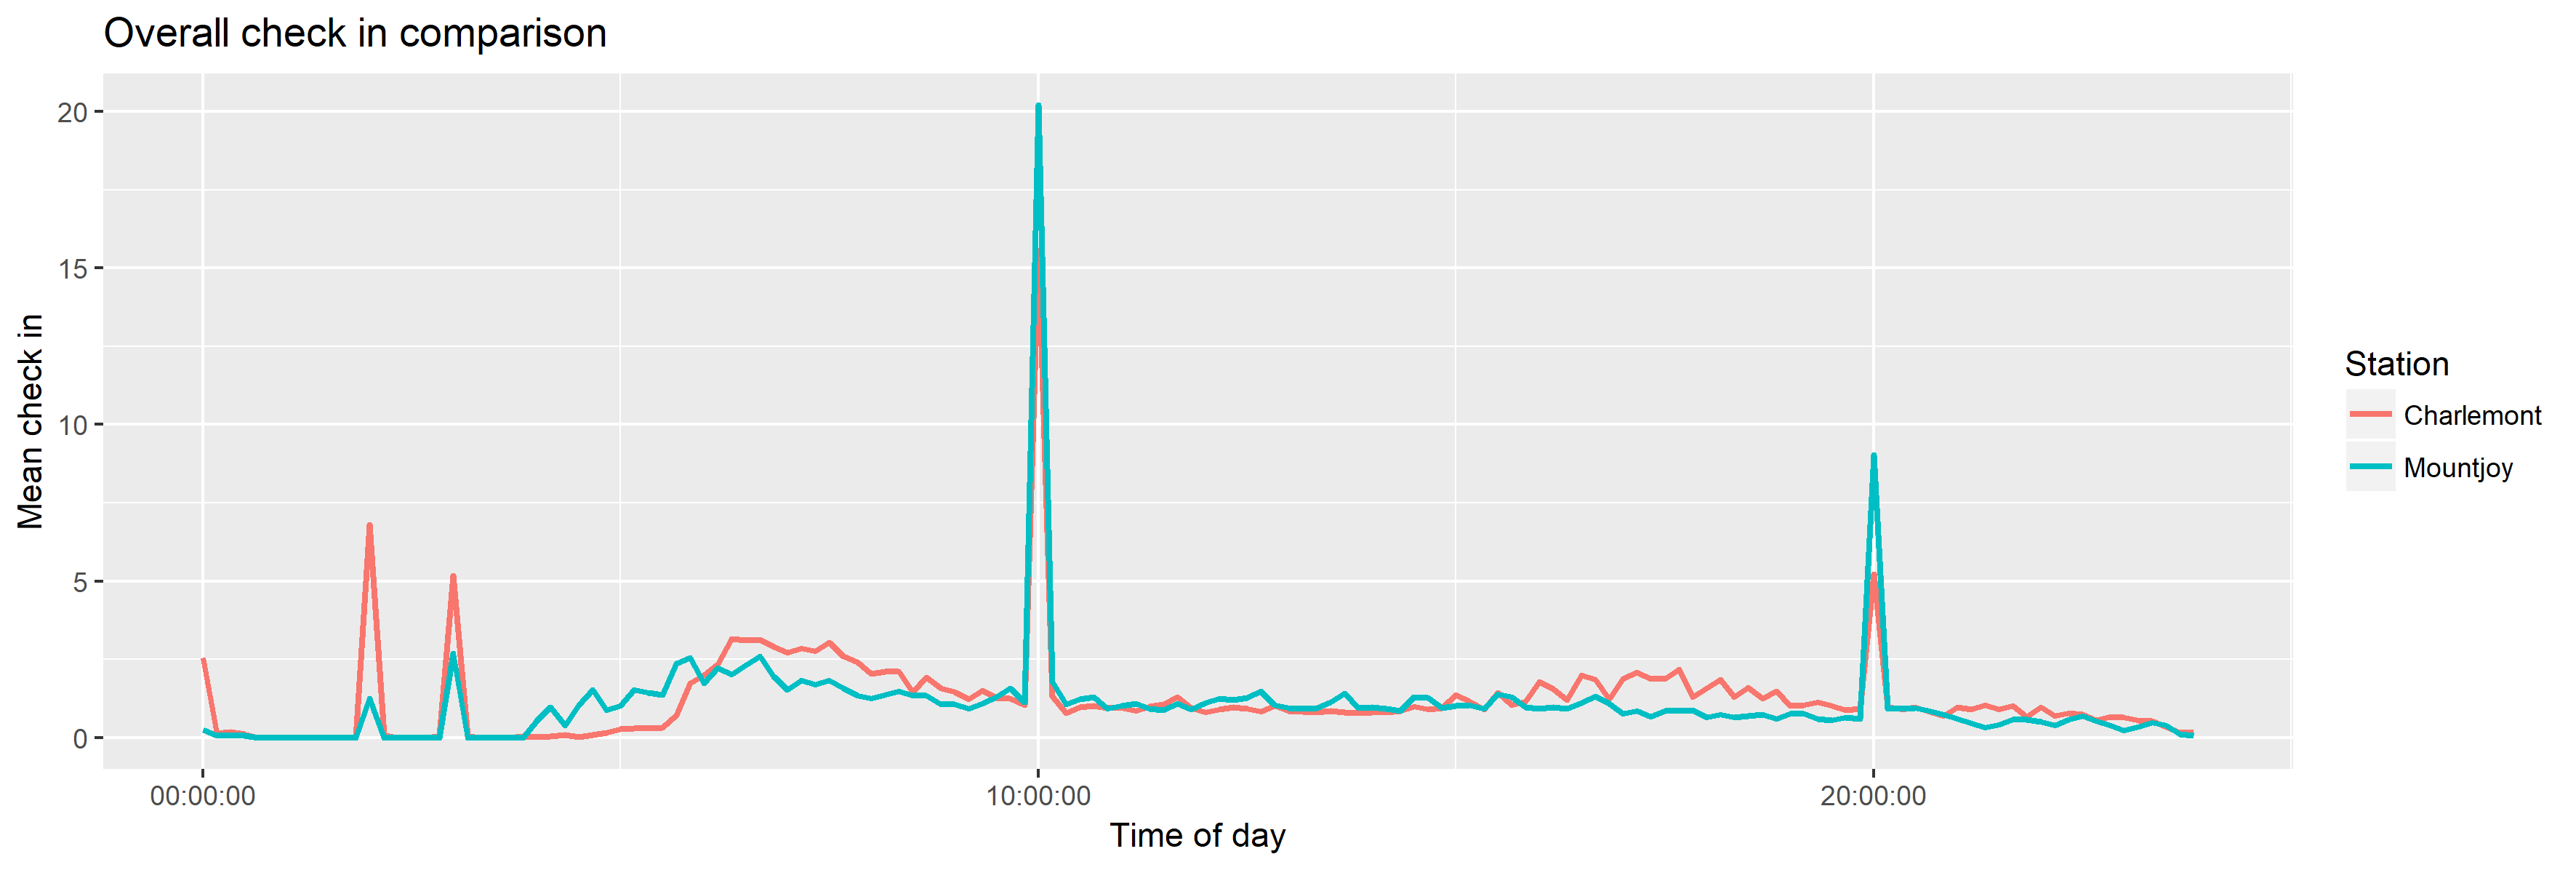 Overall check in comparison
20
15
10
5
0
Mean check in
00:00:00
10:00:00
20:00:00
Time of day
Station
Charlemont
Mountjoy